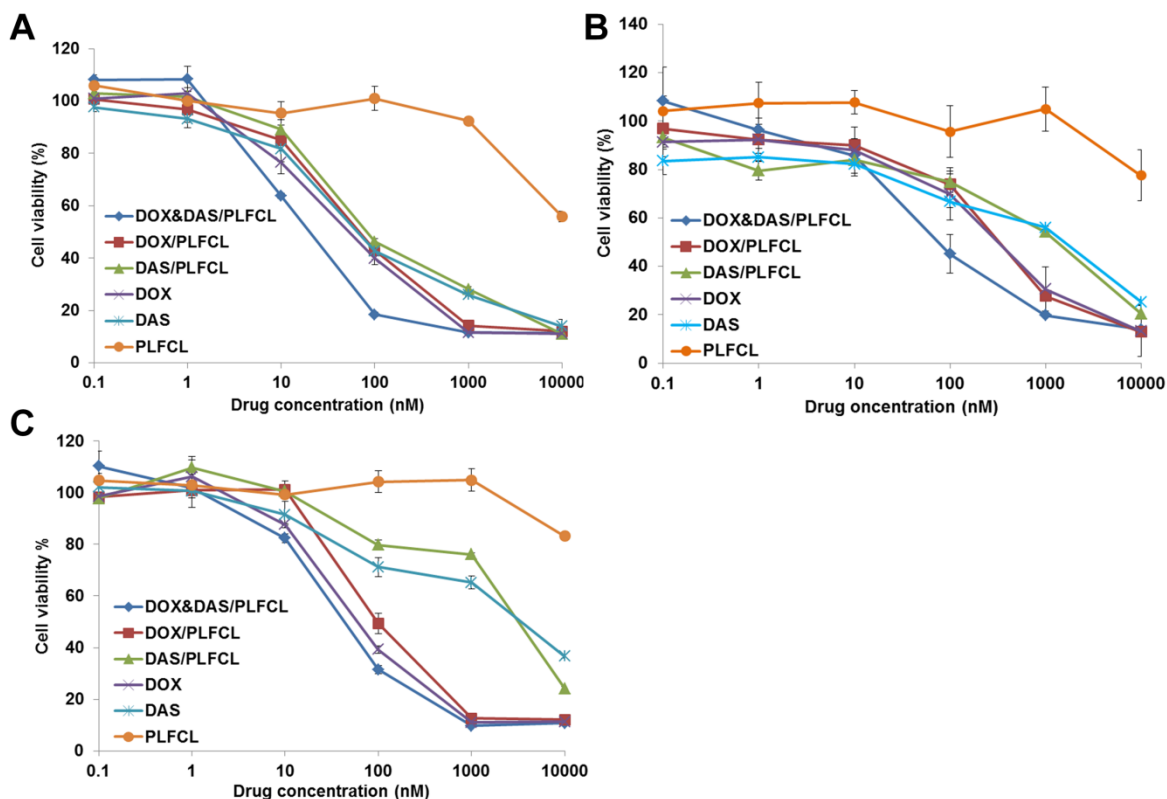 A
120
100
80
60
40
20
0
Cell viability (%)
DOX&DAS/PLFCL
DOX/PLFCL
DAS/PLFCL
DOX
DAS
PLFCL
0.1 1 10 100 1000 10000
Drug concentration (nM)
B
140
120
100
80
60
40
20
0
Cell viability (%)
DOX&DAS/PLFCL
DOX/PLFCL
DAS/PLFCL
DOX
DAS
PLFCL
0.1 1 10 100 1000 10000
Drug oncentration (nM)
C
120
100
80
60
40
20
0
Cell viability %
DOX&DAS/PLFCL
DOX/PLFCL
DAS/PLFCL
DOX
DAS
PLFCL
0.1 1 10 100 1000 10000
Drug concentration (nM)